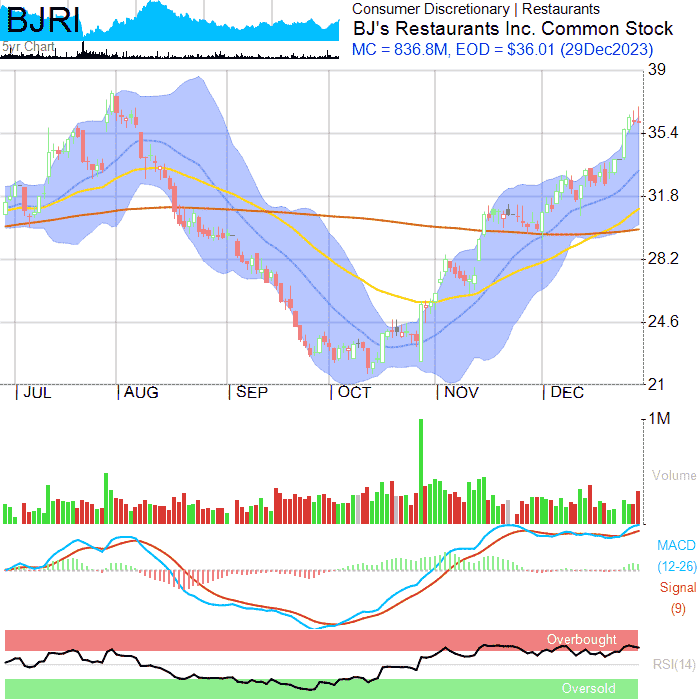 BJRI
5yr Chart
Consumer Discretionary | Restaurants
BJ's Restaurants Inc. Common Stock
MC = 836.8M, EOD = $36.01 (29Dec2023)
39
35.4
31.8
28.2
24.6
21
| JUL | AUG | SEP | OCT | NOV | DEC
1M
Volume
MACD
(12-26)
Signal
(9)
Overbought
RSI(14)
Oversold